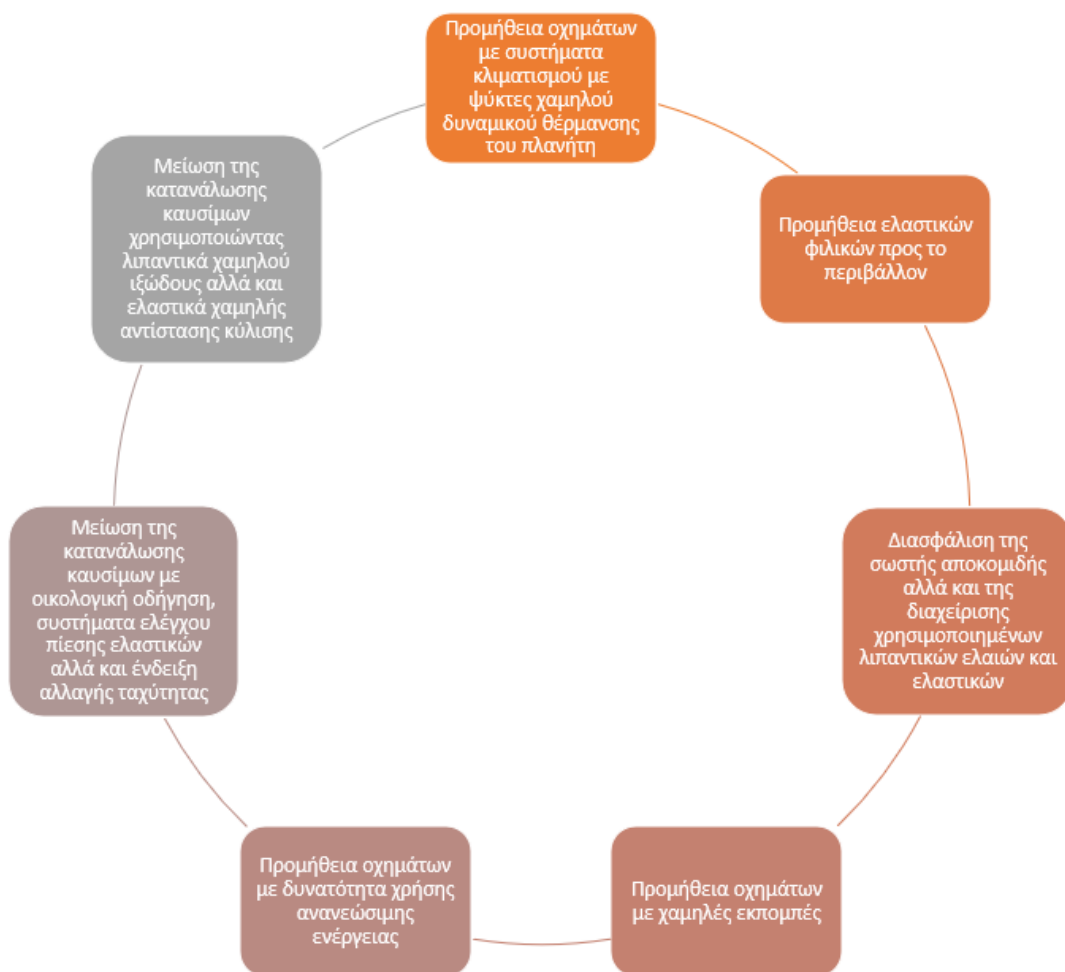 Προμήθεια οχημάτων
με συστήματα
κλιματισμού με
ψύκτες χαμηλού
δυναμικού θέρμανσης
του πλανήτη
Προμήθεια ελαστικών
φιλικών προς το
περιβάλλον
Διασφάλιση της
σωστής αποκομιδής
αλλά και της
διαχείρισης
χρησιμοποιημένων
λιπαντικών ελαιών και
ελαστικών
Προμήθεια οχημάτων
με χαμηλές εκπομπές
Προμήθεια οχημάτων
με δυνατότητα χρήσης
ανανεώσιμης
ενέργειας
Μείωση της
κατανάλωσης
καυσίμων με
οικολογική οδήγηση,
συστήματα ελέγχου
πίεσης ελαστικών
αλλά και ένδειξη
αλλαγής ταχύτητας
Μείωση της
κατανάλωσης
καυσίμων
χρησιμοποιώντας
λιπαντικά χαμηλού
ιξώδους αλλά και
ελαστικά χαμηλής
αντίστασης κύλισης